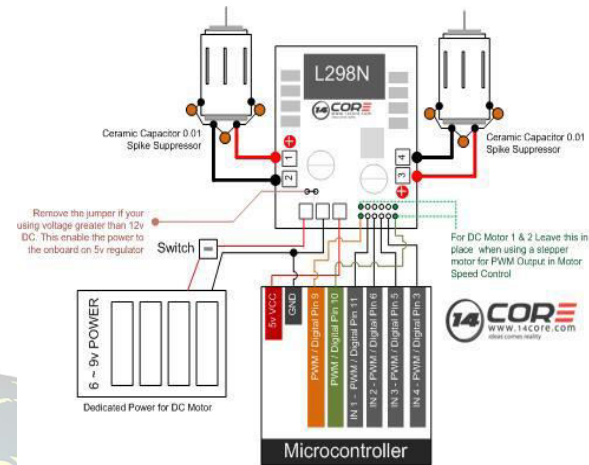 L298N
14 CORE
www.14core.com
Ceramic Capacitor 0.01
Spike Suppressor
Ceramic Capacitor 0.01
Spike Suppressor
1
2
4
3
Remove the jumper if your
using voltage greater than 12v
DC. This enable the power to
the onboard on 5v regulator
Switch
For DC Motor 1 & 2 Leave this in
place when using a stepper
motor for PWM Output in Motor
Speed Control
6 ~ 9v POWER
Dedicated Power for DC Motor
5v VCC
GND
PWM / Digital Pin 9
PWM / Digital Pin 10
IN 1 - PWM / Digital Pin 11
IN 2 - PWM / Digital Pin 6
IN 3 - PWM / Digital Pin 5
IN 4 - PWM / Digital Pin 3
14 CORE
www.14core.com
ideas comes reality
Microcontroller